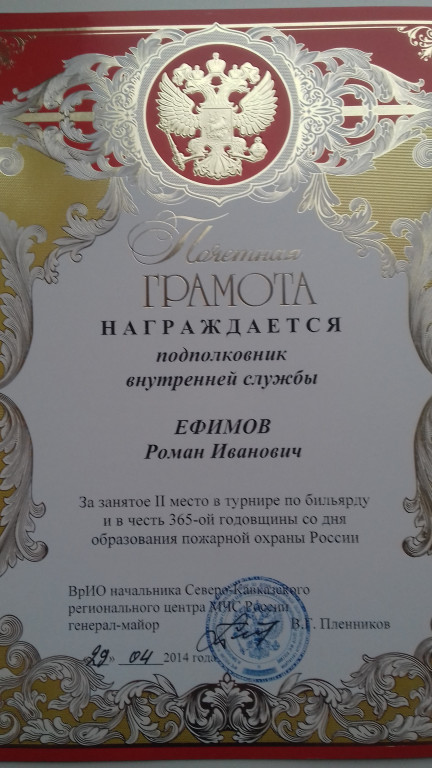 Почетная
ГРАМОТА
НАГРАЖДАЕТСЯ
подполковник
внутренней службы
ЕФИМОВ
Роман Иванович
За занятое II место в турнире по бильярду
и в честь 365-ой годовщины со дня
образования пожарной охраны России
ВрИО начальника Северо-Кавказского
регионального центра МЧС России
генерал-майор В.Г. Пленников
«29» 04 2014 года